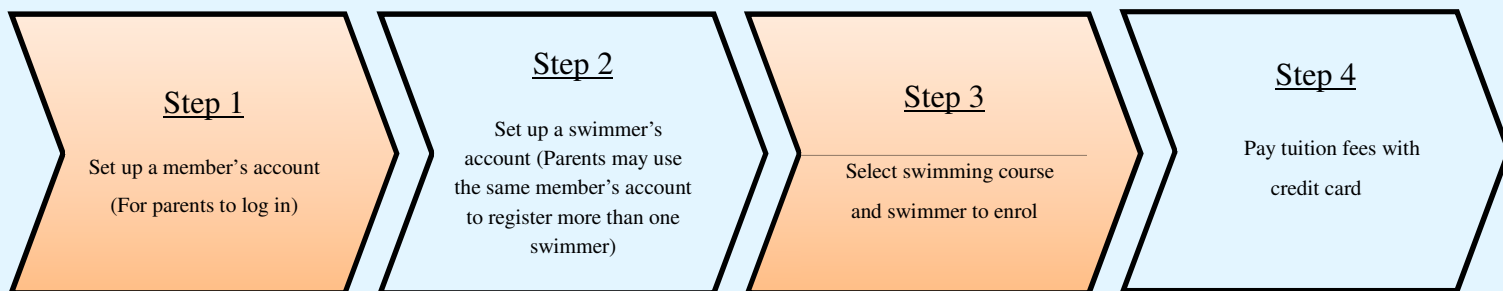 Step 1
Set up a member’s account
(For parents to log in)
Step 2
Set up a swimmer’s
account (Parents may use
the same member’s account
to register more than one
swimmer)
Step 3
Select swimming course
and swimmer to enrol
Step 4
Pay tuition fees with
credit card